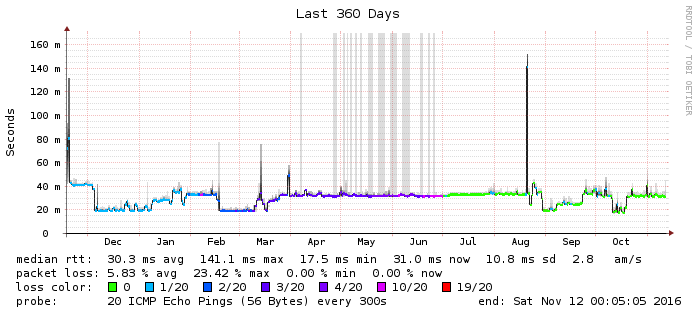 Last 360 Days
RRDTOOL / TOBI OETIKER
Seconds
160 m
140 m
120 m
100 m
80 m
60 m
40 m
20 m
0
Dec Jan Feb Mar Apr May Jun Jul Aug Sep Oct
median rtt: 30.3 ms avg 141.1 ms max 17.5 ms min 31.0 ms now 10.8 ms sd 2.8 am/s
packet loss: 5.83 % avg 23.42 % max 0.00 % min 0.00 % now
loss color: 0 1/20 2/20 3/20 4/20 10/20 19/20
probe: 20 ICMP Echo Pings (56 Bytes) every 300s end: Sat Nov 12 00:05:05 2016